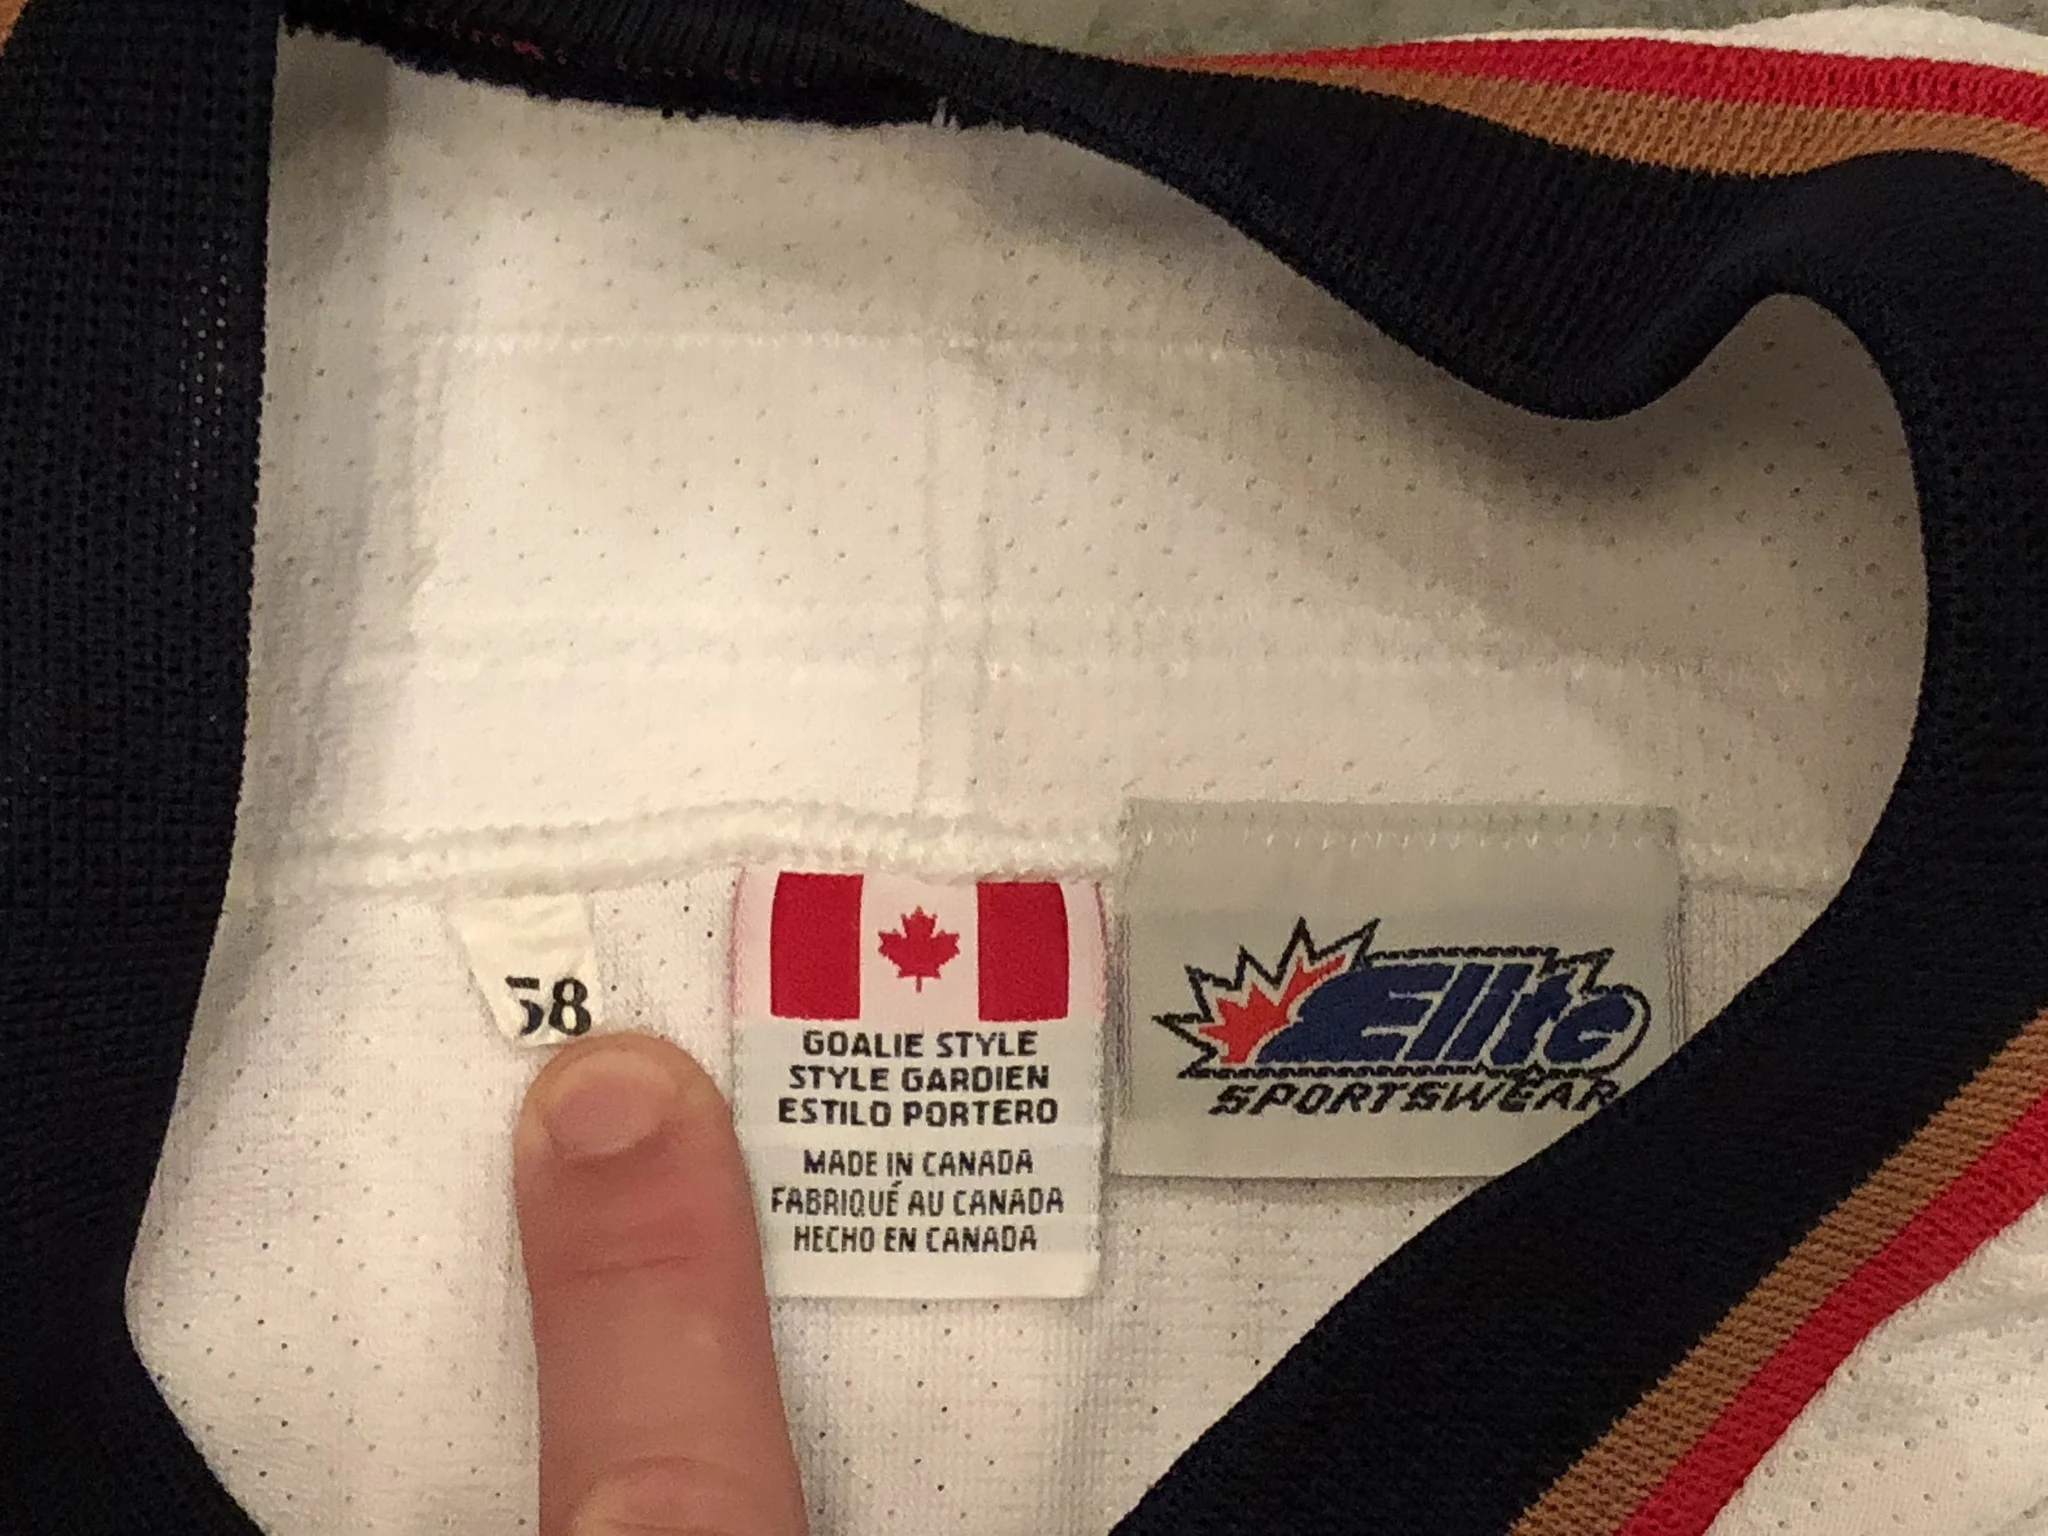 58
GOALIE STYLE
STYLE GARDIEN
ESTILO PORTERO
MADE IN CANADA
FABRIQUÉ AU CANADA
HECHO EN CANADA
Elite
SPORTSWEAR